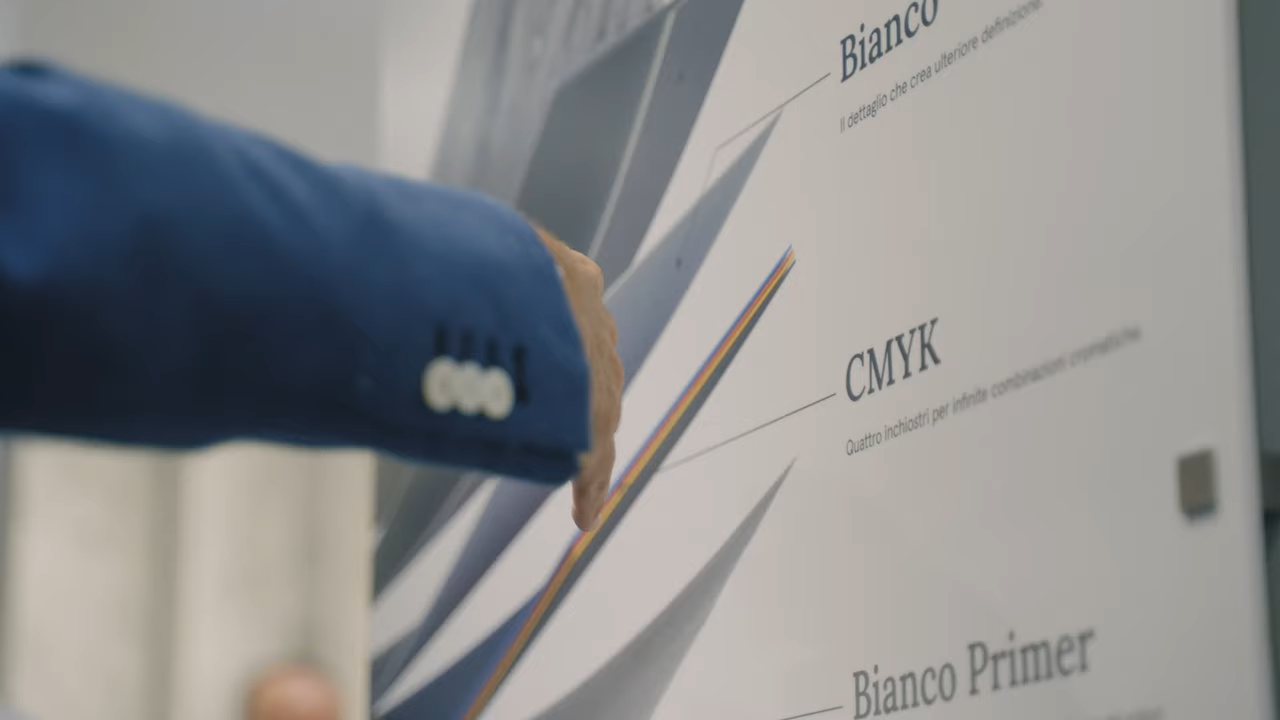 Bianco
Il dettaglio che crea ulteriore definizione.
CMYK
Quattro inchiostri per infinite combinazioni cromatiche.
Bianco Primer